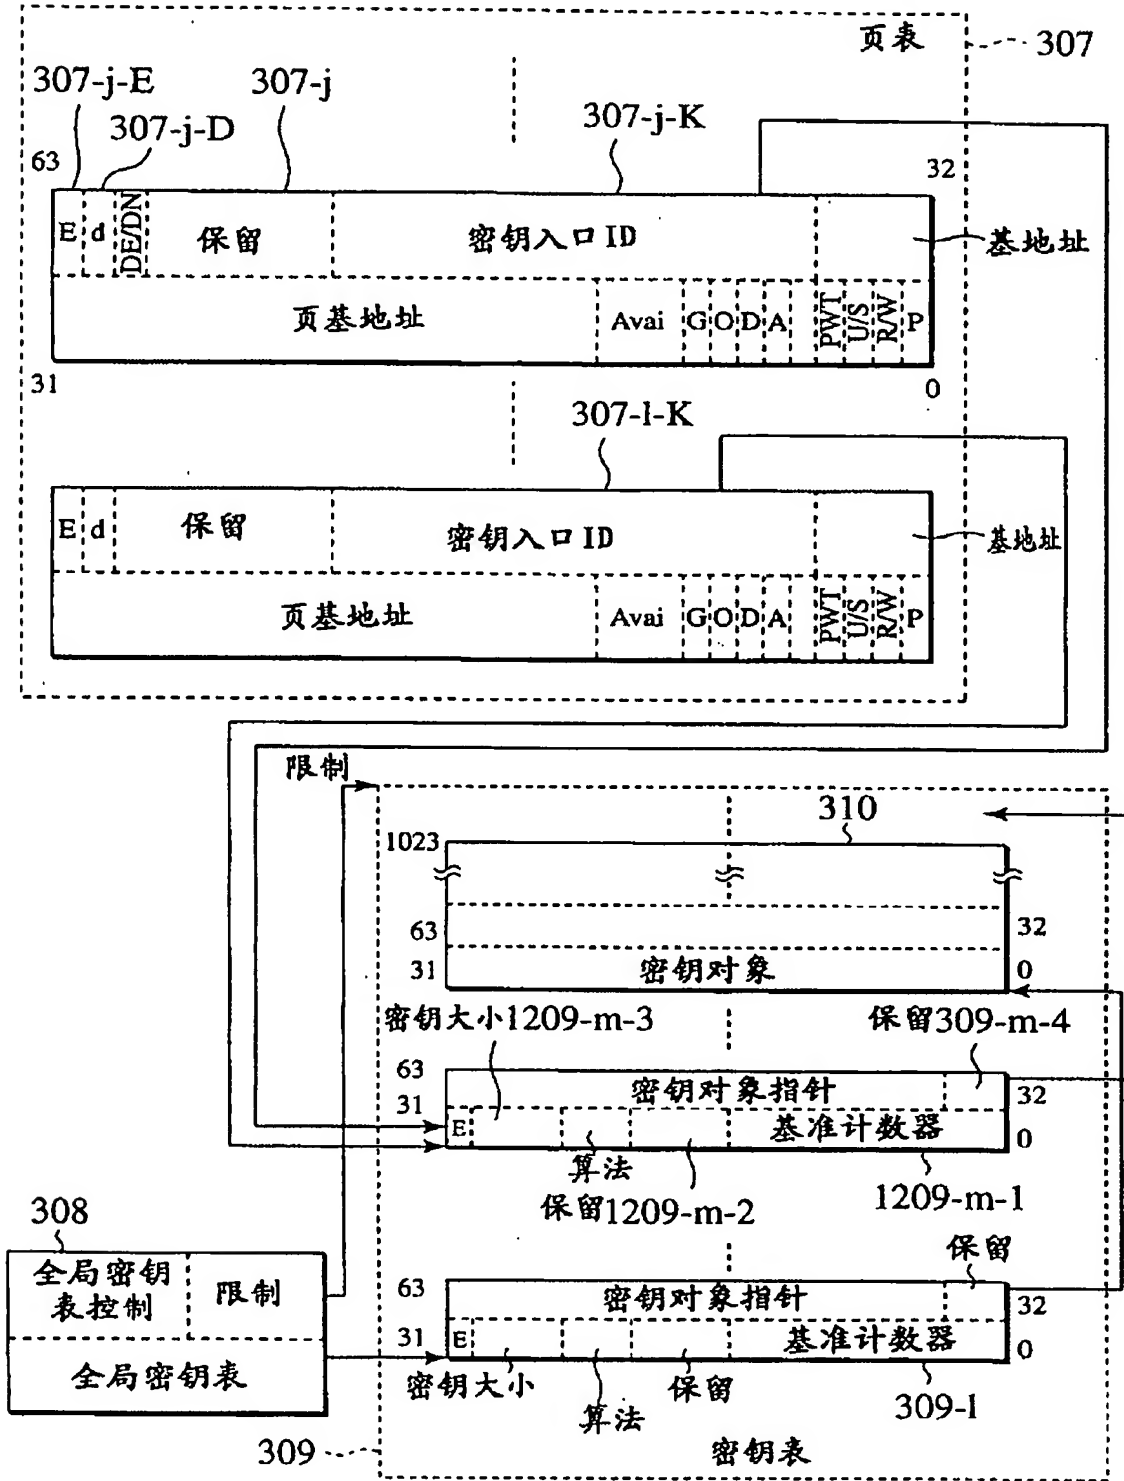 页表
307
307-j-E
307-j
307-j-D
307-j-K
63
32
E d DE/DN 保留 密钥入口ID
基地址
页基地址 Avai G O D A PWT U/S R/W P
31
0
307-l-K
E d 保留 密钥入口ID
基地址
页基地址 Avai G O D A PWT U/S R/W P
限制
310
1023
63
32
31 密钥对象 0
密钥大小1209-m-3
保留309-m-4
63 密钥对象指针 32
31 E 基准计数器 0
算法
保留1209-m-2
1209-m-1
308
保留
全局密钥
表控制
限制
63 密钥对象指针 32
31 E 基准计数器 0
全局密钥表
密钥大小
保留
算法
309-l
309
密钥表